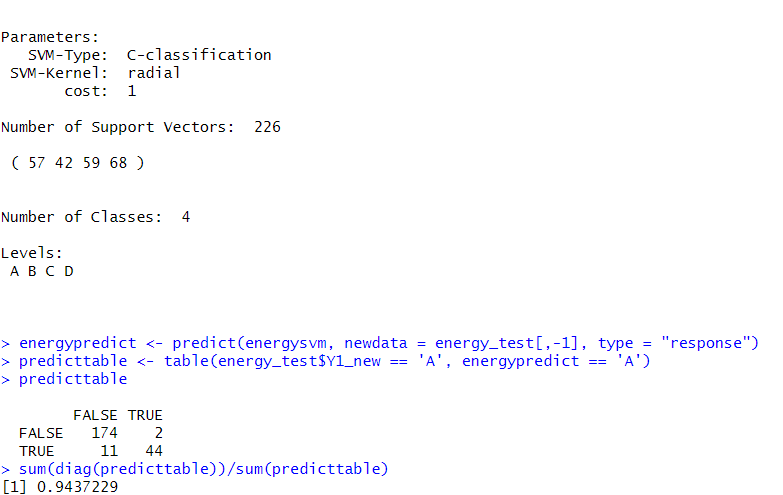 Parameters:
   SVM-Type:  C-classification
 SVM-Kernel:  radial
       cost:  1
Number of Support Vectors:  226
 ( 57 42 59 68 )
Number of Classes:  4
Levels:
 A B C D
> energypredict <- predict(energysvm, newdata = energy_test[,-1], type = "response")
> predicttable <- table(energy_test$Y1_new == 'A', energypredict == 'A')
> predicttable
        FALSE TRUE
  FALSE   174    2
  TRUE     11   44
> sum(diag(predicttable))/sum(predicttable)
[1] 0.9437229